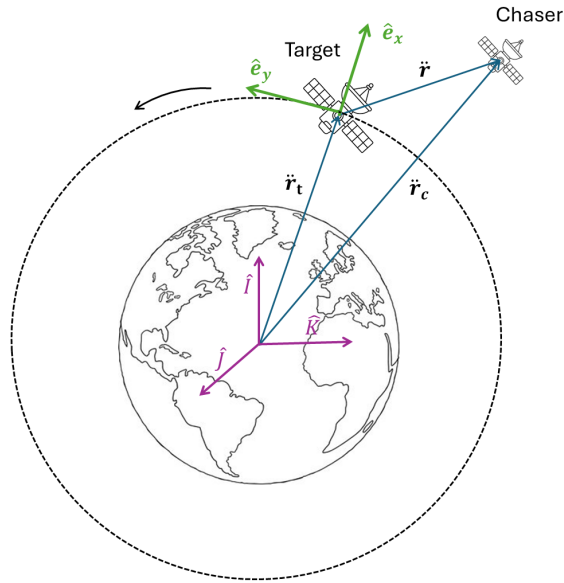 Chaser
Target
ê_x
ê_y
r̈
r̈_t
r̈_c
Î
K̂
Ĵ